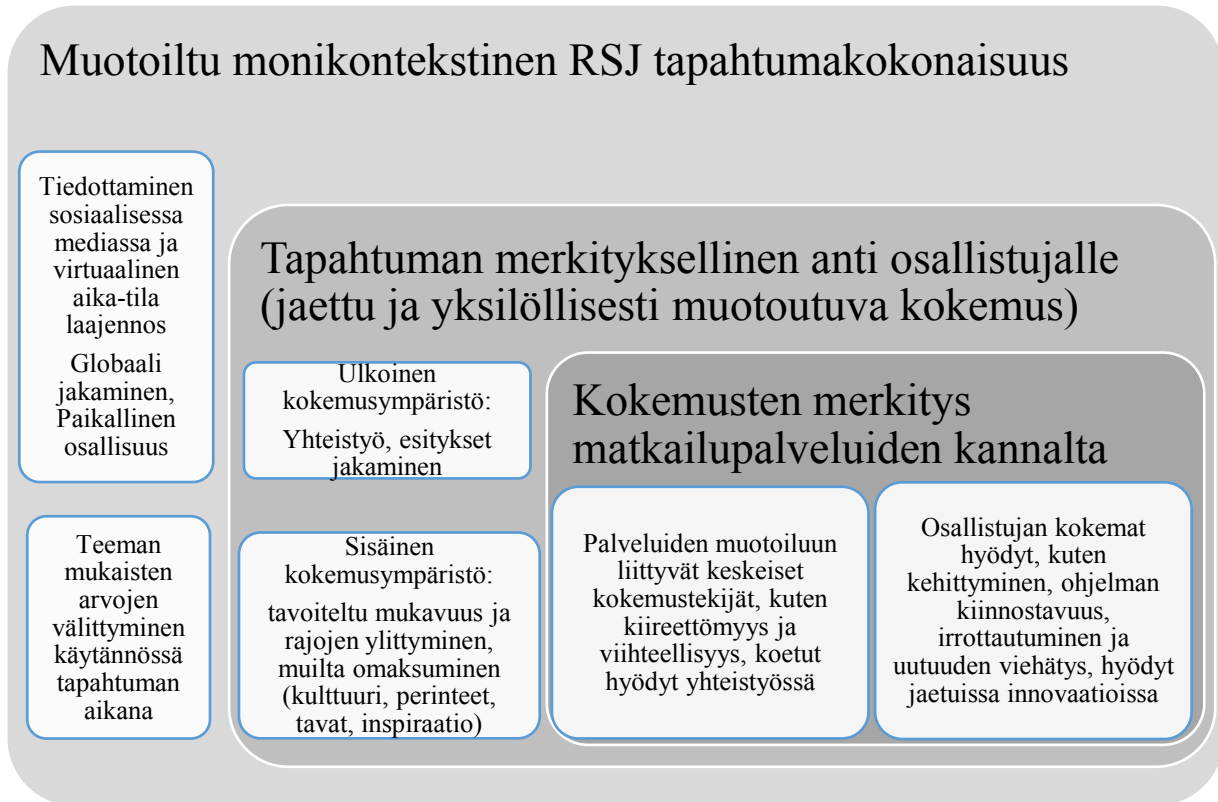 Muotoiltu monikontekstinen RSJ tapahtumakokonaisuus
Tiedottaminen
sosiaalisessa
mediassa ja
virtuaalinen
aika-tila
laajennos
Globaali
jakaminen,
Paikallinen
osallisuus
Teeman
mukaisten
arvojen
välittyminen
käytännössä
tapahtuman
aikana
Tapahtuman merkityksellinen anti osallistujalle
(jaettu ja yksilöllisesti muotoutuva kokemus)
Ulkoinen
kokemusympäristö:
Yhteistyö, esitykset
jakaminen
Sisäinen
kokemusympäristö:
tavoiteltu mukavuus ja
rajojen ylittyminen,
muilta omaksuminen
(kulttuuri, perinteet,
tavat, inspiraatio)
Kokemusten merkitys
matkailupalveluiden kannalta
Palveluiden muotoiluun
liittyvät keskeiset
kokemustekijät, kuten
kiireettömyys ja
viihteellisyys, koetut
hyödyt yhteistyössä
Osallistujan kokemat
hyödyt, kuten
kehittyminen, ohjelman
kiinnostavuus,
irrottautuminen ja
uutuuden viehätys, hyödyt
jaetuissa innovaatioissa